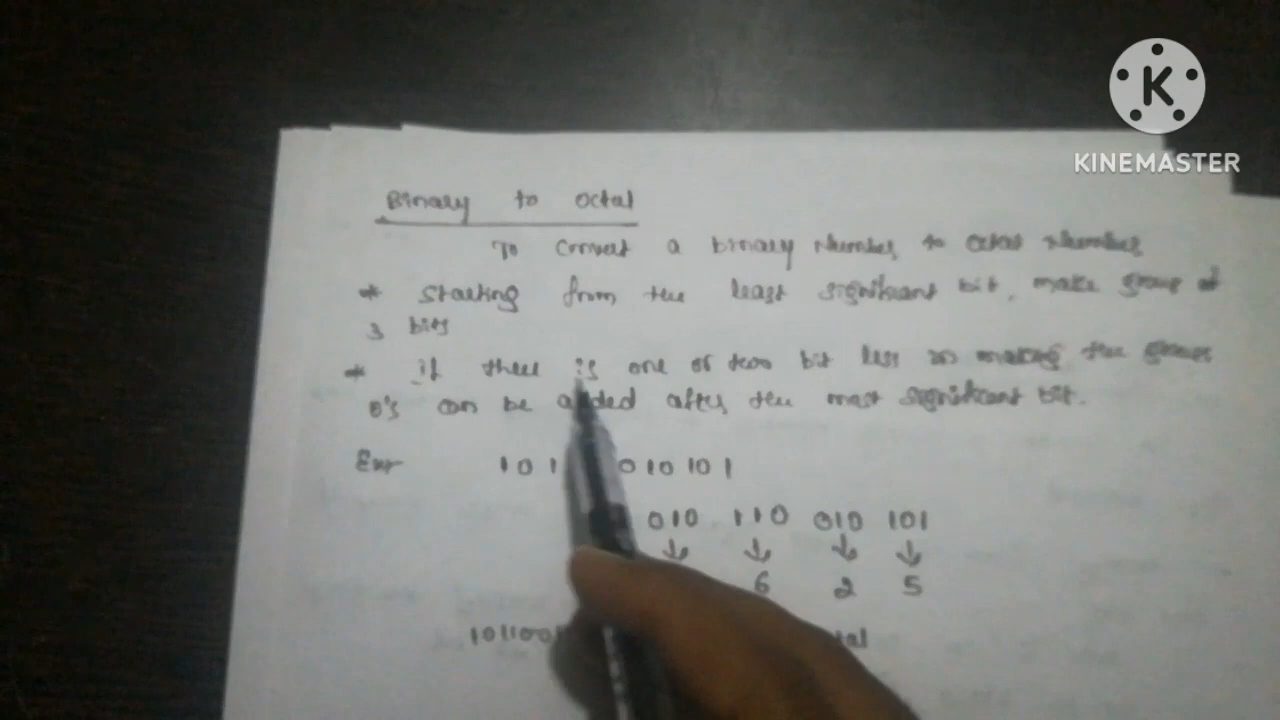 KINEMASTER
Binary to Octal
To Convert a binary Number to Octal Number
* Starting from the least significant bit, make group of
3 bits
* if there is one or two bit less in making the groups
0's can be added after the most significant bit.
101 010101
010 110 010 101
6 2 5
101100